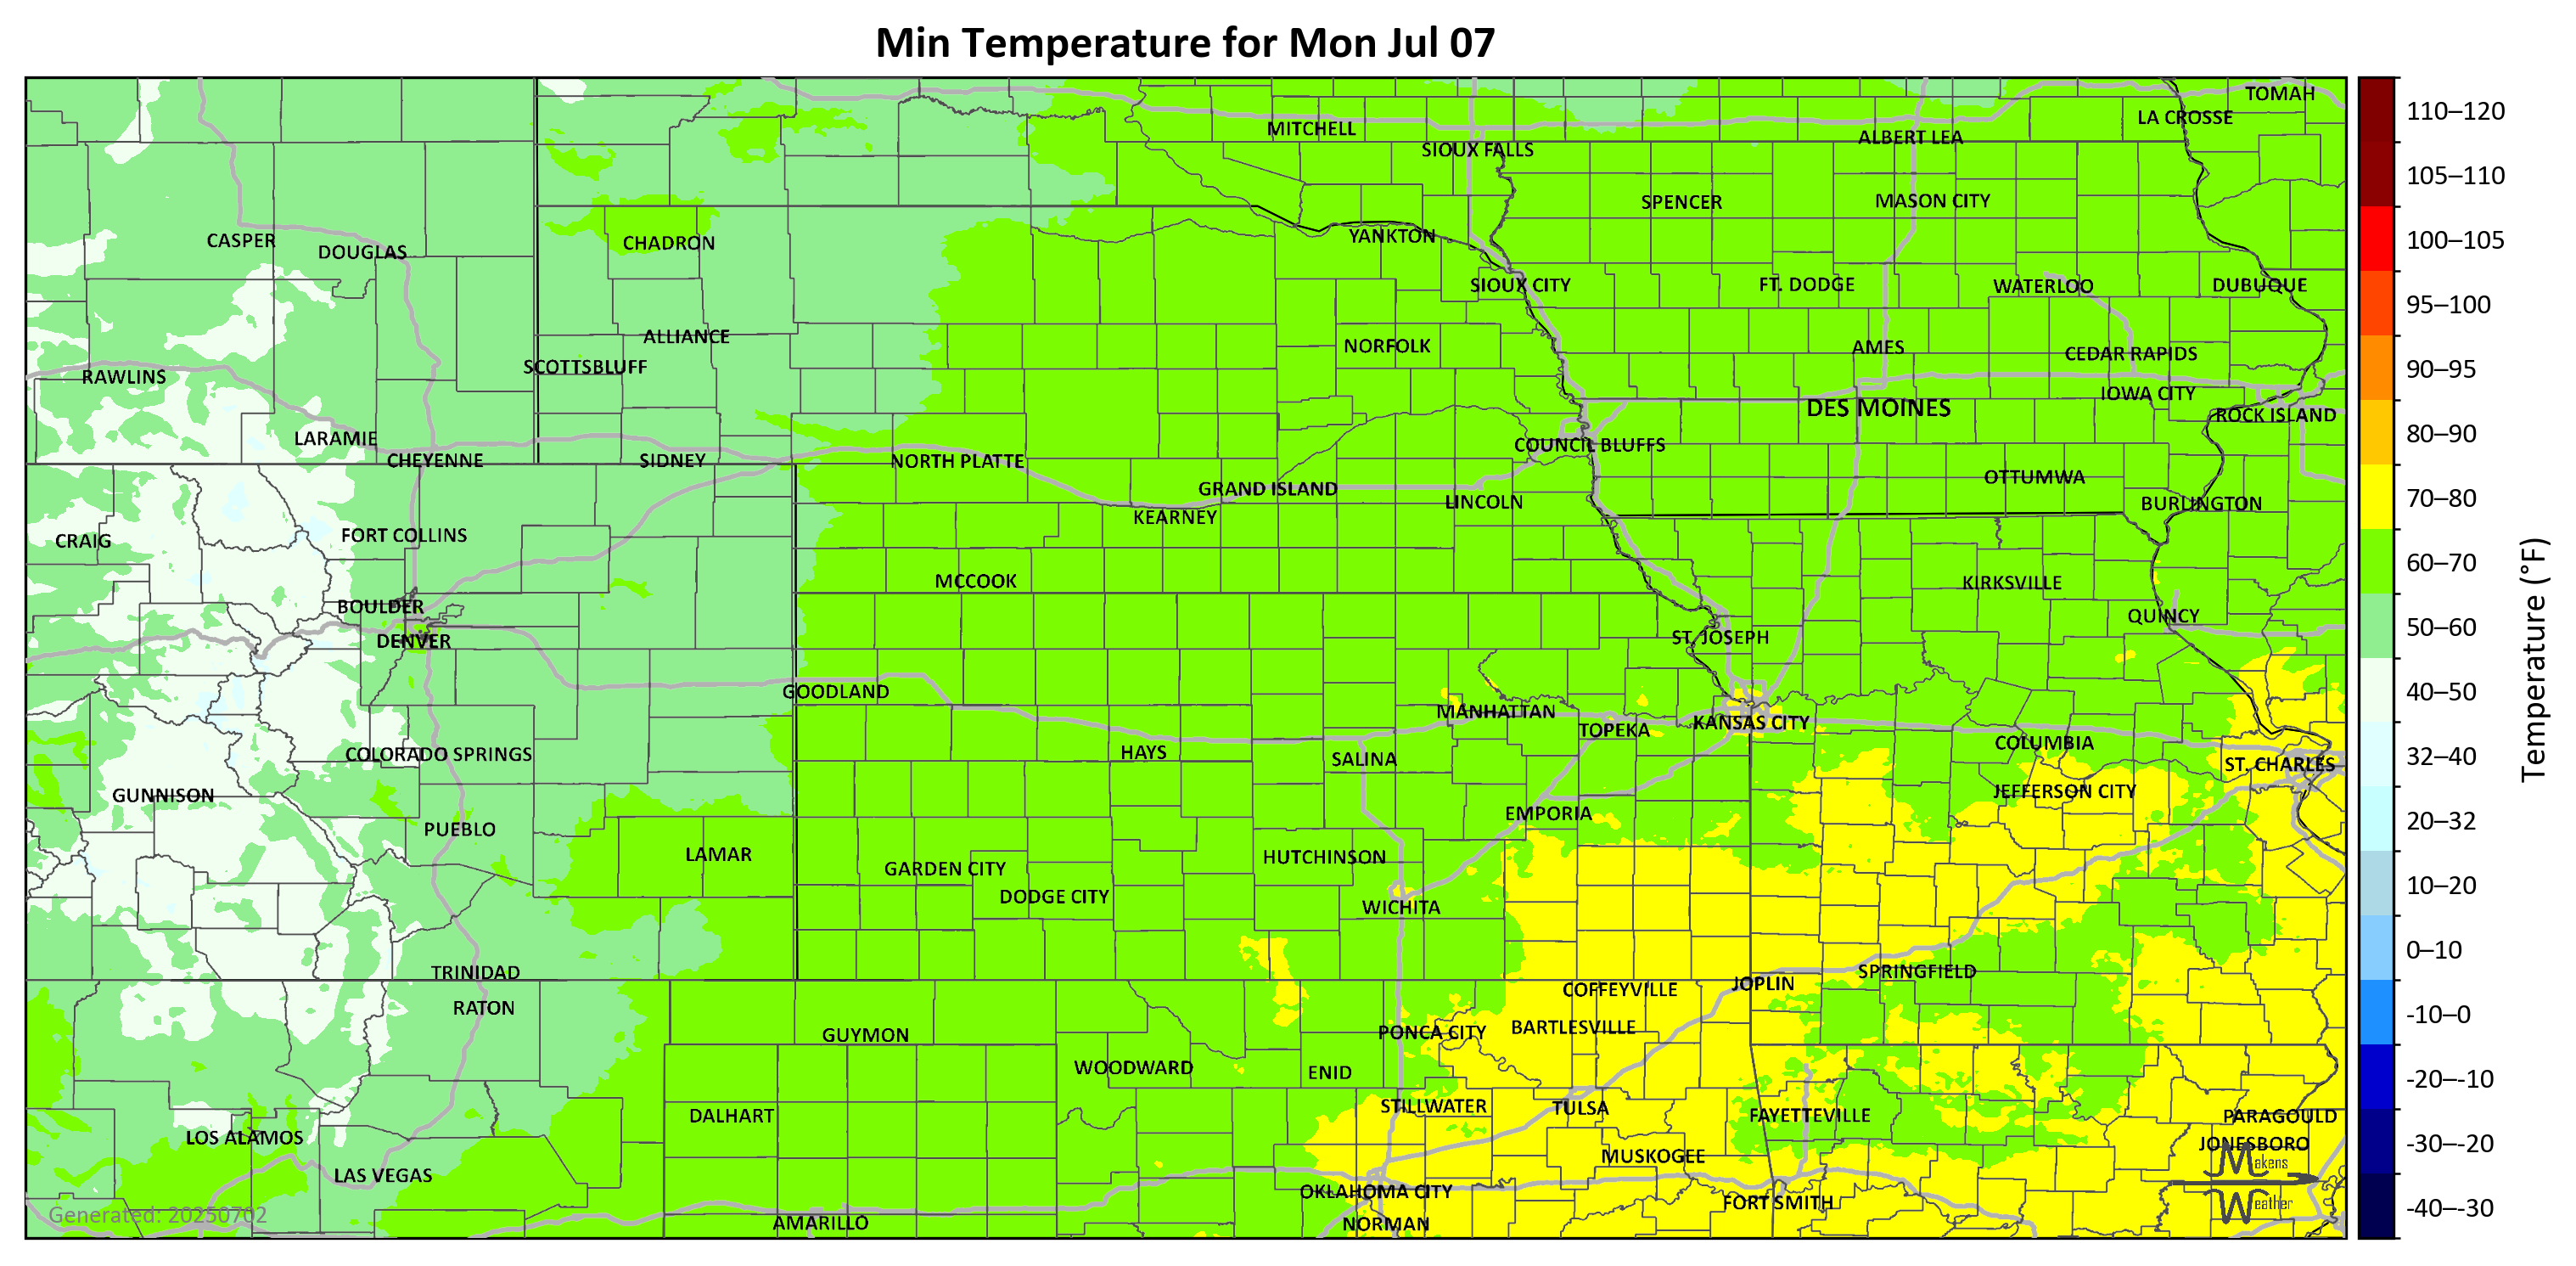 Min Temperature for Mon Jul 07
TOMAH
LA CROSSE
MITCHELL
ALBERT LEA
SIOUX FALLS
SPENCER
MASON CITY
CASPER
DOUGLAS
CHADRON
YANKTON
SIOUX CITY
FT. DODGE
WATERLOO
DUBUQUE
ALLIANCE
NORFOLK
AMES
CEDAR RAPIDS
SCOTTSBLUFF
RAWLINS
IOWA CITY
DES MOINES
ROCK ISLAND
LARAMIE
COUNCIL BLUFFS
CHEYENNE
SIDNEY
NORTH PLATTE
OTTUMWA
GRAND ISLAND
LINCOLN
BURLINGTON
KEARNEY
FORT COLLINS
CRAIG
MCCOOK
KIRKSVILLE
BOULDER
QUINCY
DENVER
ST. JOSEPH
GOODLAND
MANHATTAN
KANSAS CITY
TOPEKA
COLUMBIA
COLORADO SPRINGS
HAYS
SALINA
ST. CHARLES
GUNNISON
JEFFERSON CITY
EMPORIA
PUEBLO
LAMAR
HUTCHINSON
GARDEN CITY
DODGE CITY
WICHITA
TRINIDAD
SPRINGFIELD
JOPLIN
COFFEYVILLE
RATON
BARTLESVILLE
PONCA CITY
GUYMON
WOODWARD
ENID
STILLWATER
TULSA
DALHART
FAYETTEVILLE
PARAGOULD
LOS ALAMOS
JONESBORO
MUSKOGEE
Makens
LAS VEGAS
OKLAHOMA CITY
FORT SMITH
Weather
Generated: 20250702
AMARILLO
NORMAN
110–120
105–110
100–105
95–100
90–95
80–90
70–80
60–70
50–60
40–50
32–40
20–32
10–20
0–10
-10–0
-20–-10
-30–-20
-40–-30
Temperature (°F)